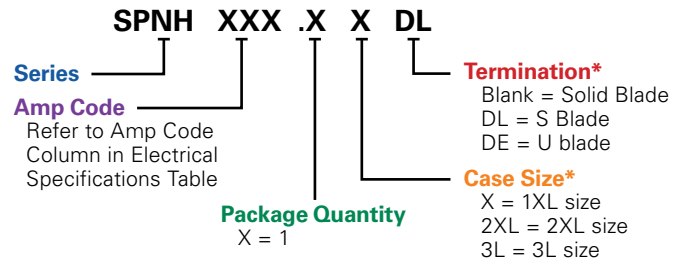 SPNH XXX .X X DL
Series
Amp Code
Refer to Amp Code
Column in Electrical
Specifications Table
Package Quantity
X = 1
Termination*
Blank = Solid Blade
DL = S Blade
DE = U blade
Case Size*
X = 1XL size
2XL = 2XL size
3L = 3L size